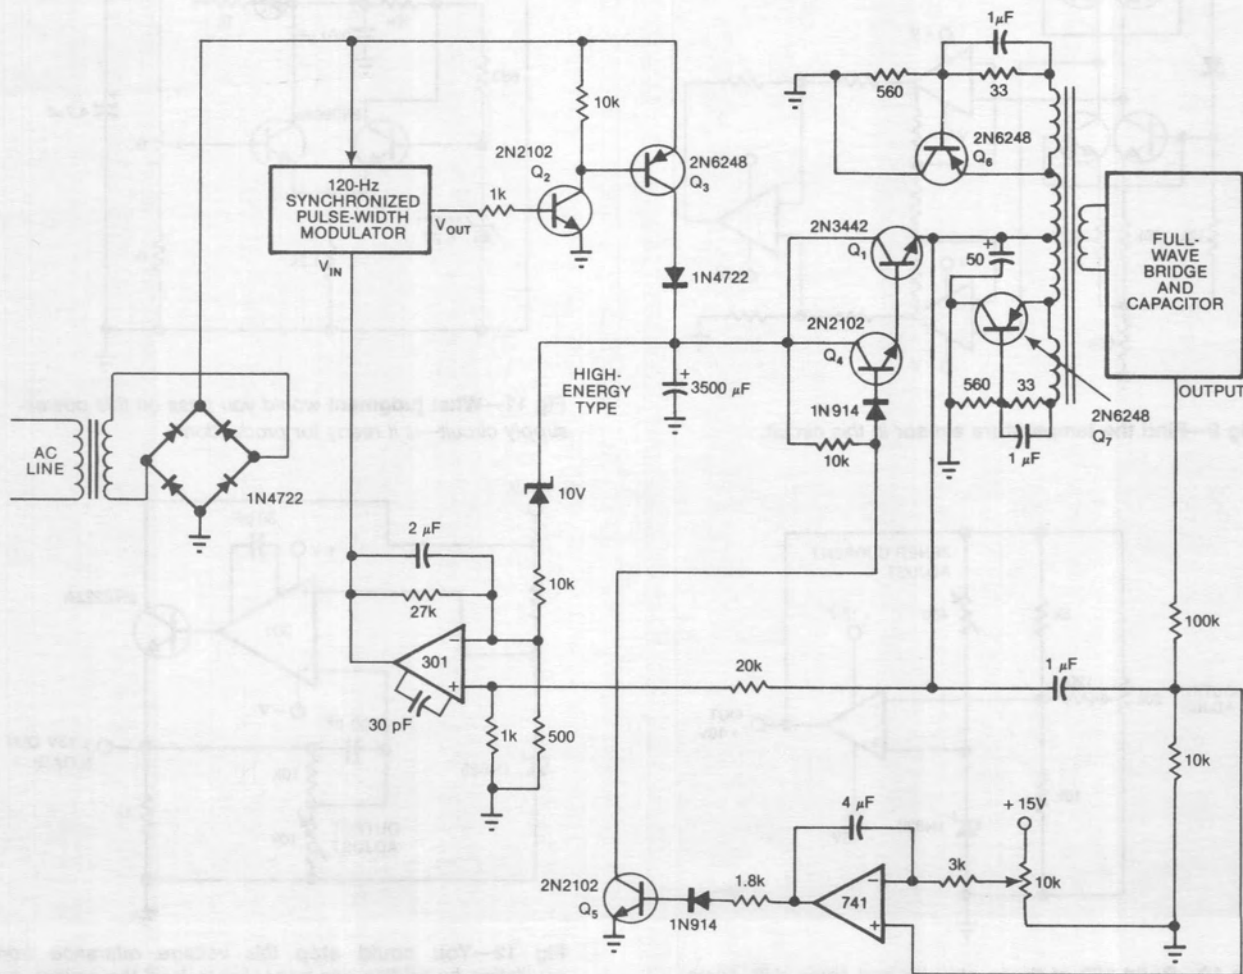 1µF
560
33
10k
2N6248
Q6
2N2102
Q2
2N6248
Q3
120-Hz
SYNCHRONIZED
PULSE-WIDTH
MODULATOR
1k
VOUT
VIN
2N3442
Q1
50
+
FULL-
WAVE
BRIDGE
AND
CAPACITOR
1N4722
2N2102
Q4
HIGH-
ENERGY
TYPE
+
3500 µF
1N914
560
33
OUTPUT
2N6248
Q7
1 µF
10k
AC
LINE
1N4722
10V
2 µF
10k
27k
100k
301
−
+
20k
1 µF
30 pF
1k
500
10k
+ 15V
4 µF
2N2102
Q5
1N914
1.8k
741
−
+
3k
10k